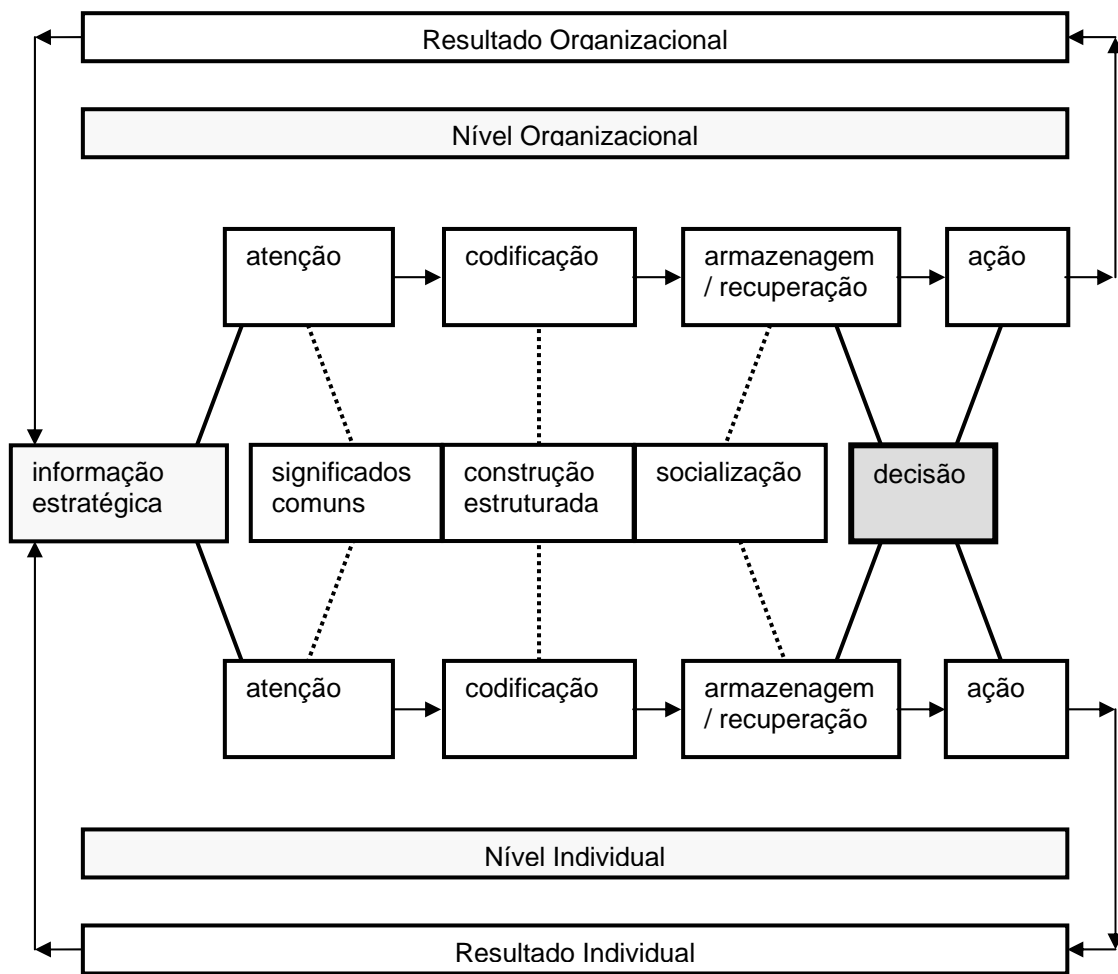 Resultado Organizacional
Nível Organizacional
atenção
codificação
armazenagem
/ recuperação
ação
informação
estratégica
significados
comuns
construção
estruturada
socialização
decisão
atenção
codificação
armazenagem
/ recuperação
ação
Nível Individual
Resultado Individual